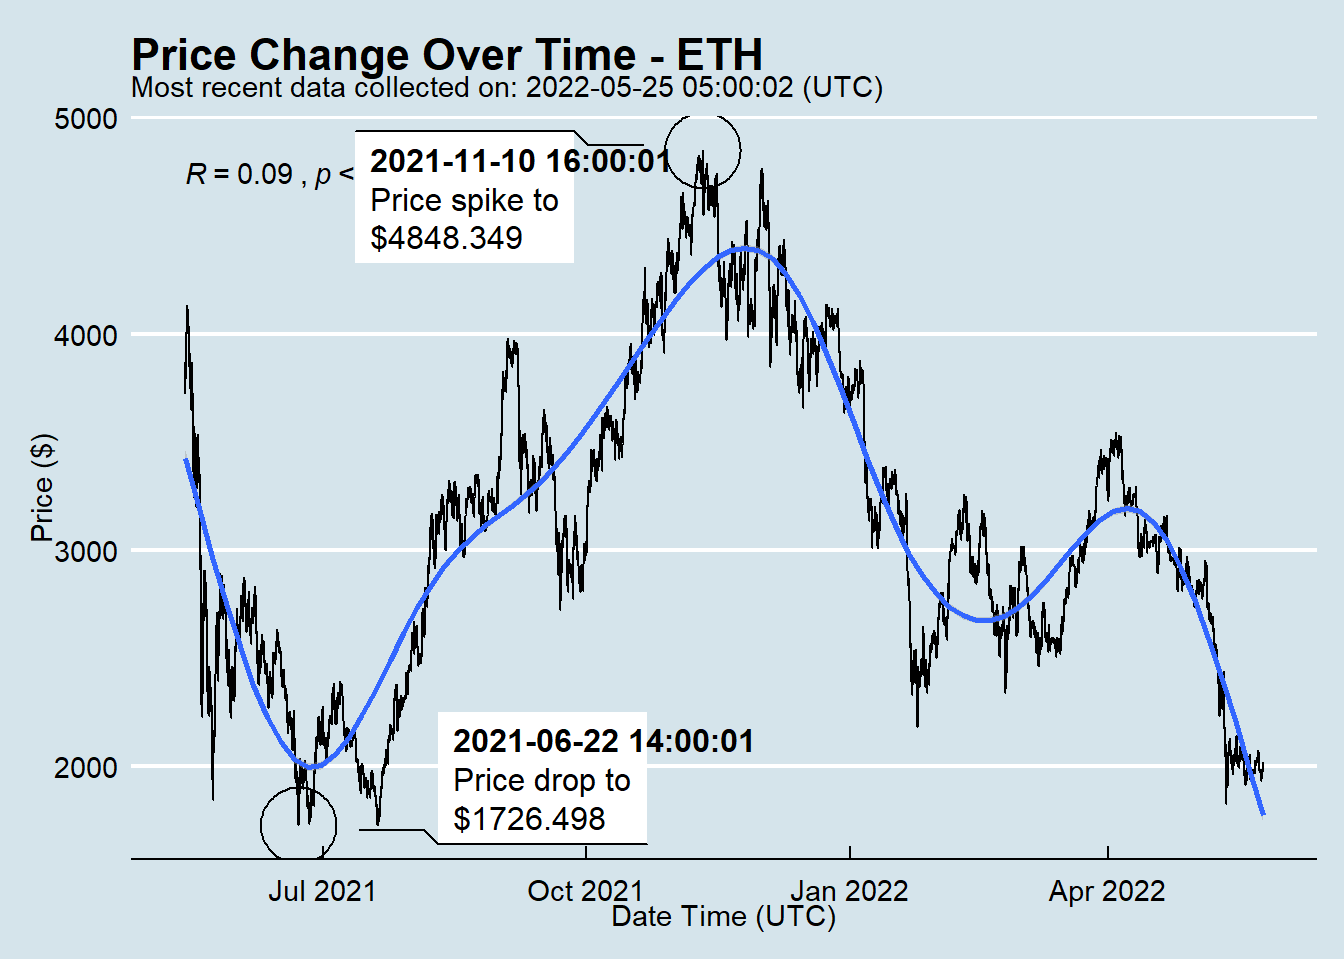 Price Change Over Time - ETH
Most recent data collected on: 2022-05-25 05:00:02 (UTC)
5000
R = 0.09 , p <
2021-11-10 16:00:01
Price spike to
$4848.349
4000
Price ($)
3000
2000
2021-06-22 14:00:01
Price drop to
$1726.498
Jul 2021
Oct 2021
Jan 2022
Apr 2022
Date Time (UTC)